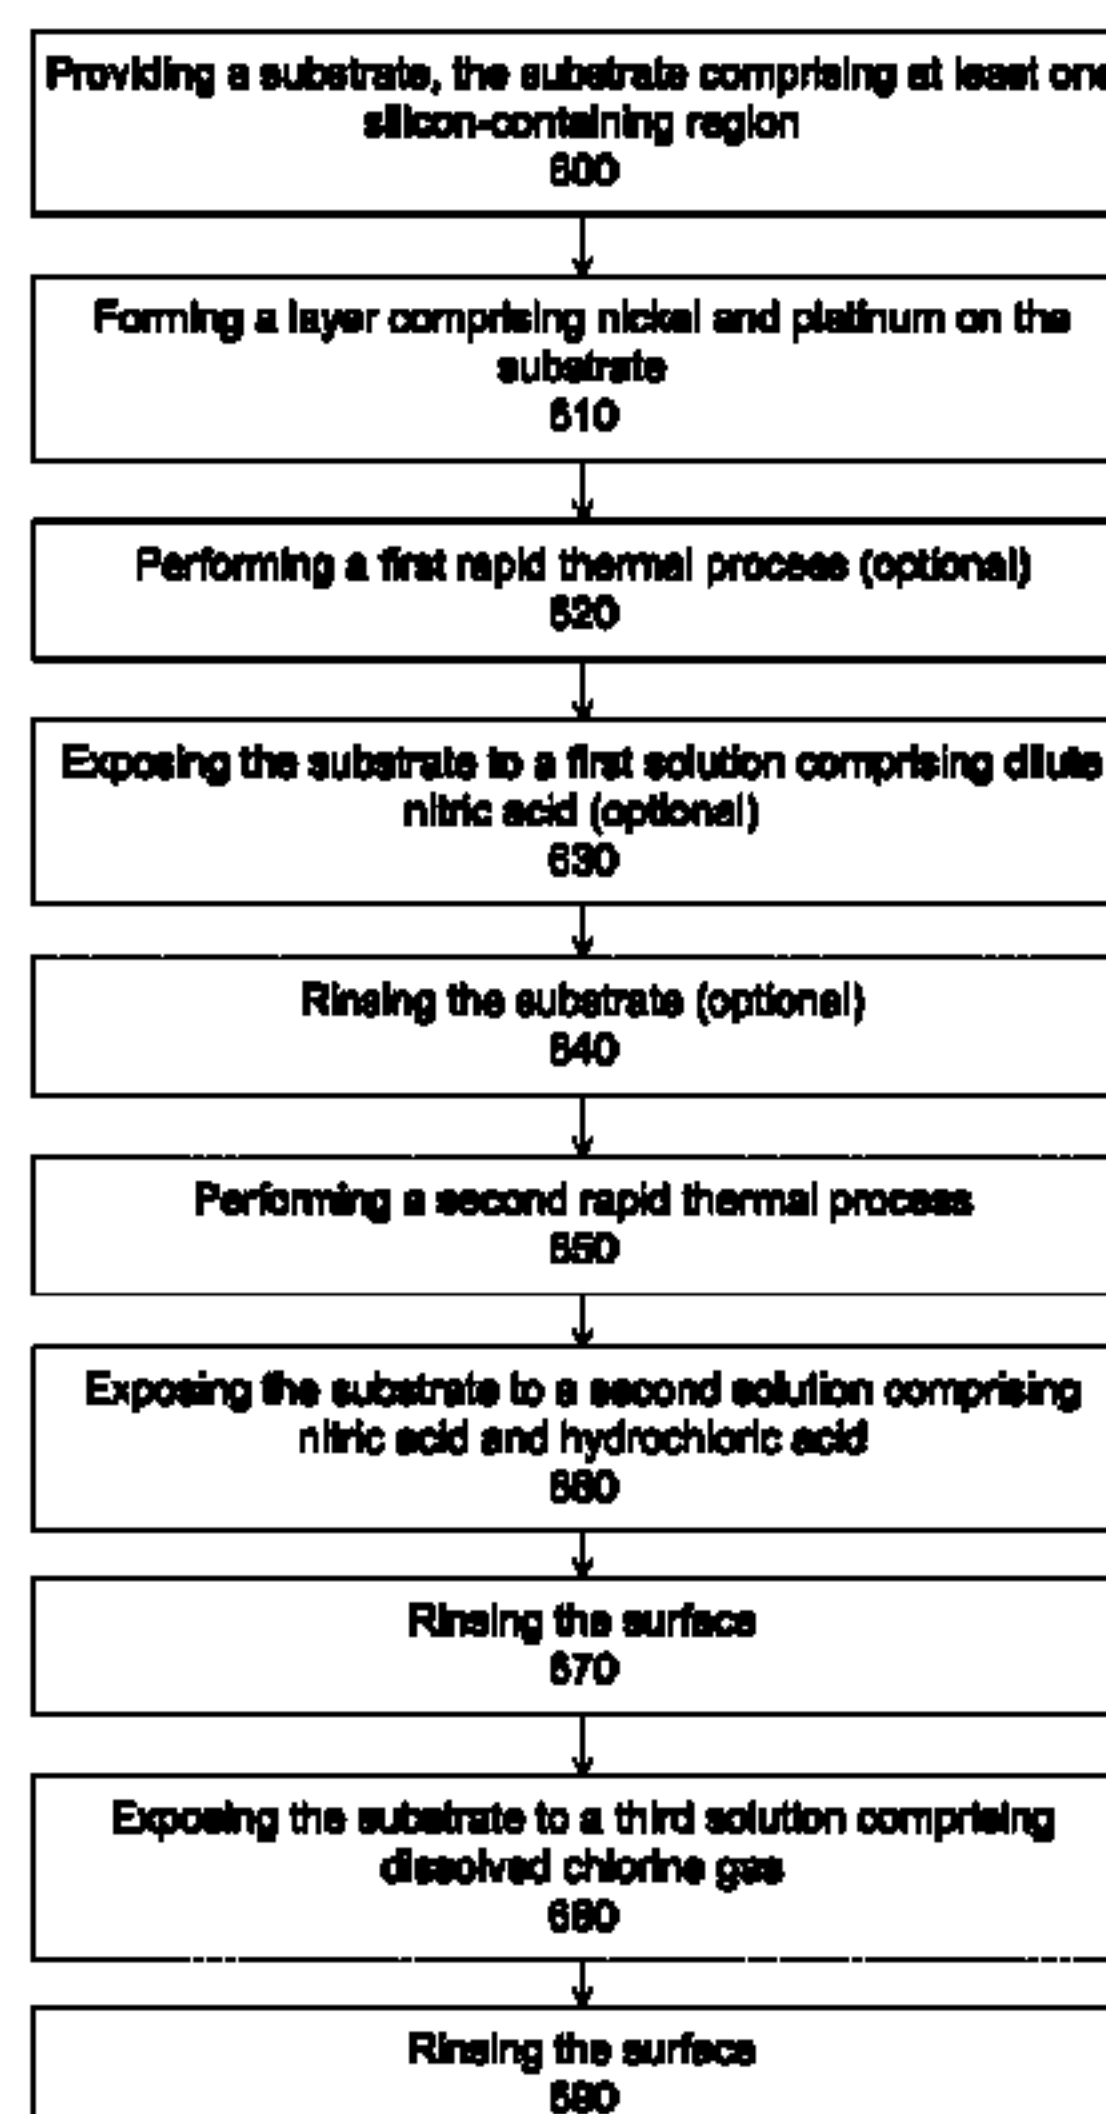 Providing a substrate, the substrate comprising at least one
silicon-containing region
600
Forming a layer comprising nickel and platinum on the
substrate
610
Performing a first rapid thermal process (optional)
620
Exposing the substrate to a first solution comprising dilute
nitric acid (optional)
630
Rinsing the substrate (optional)
640
Performing a second rapid thermal process
650
Exposing the substrate to a second solution comprising
nitric acid and hydrochloric acid
660
Rinsing the surface
670
Exposing the substrate to a third solution comprising
dissolved chlorine gas
680
Rinsing the surface
690